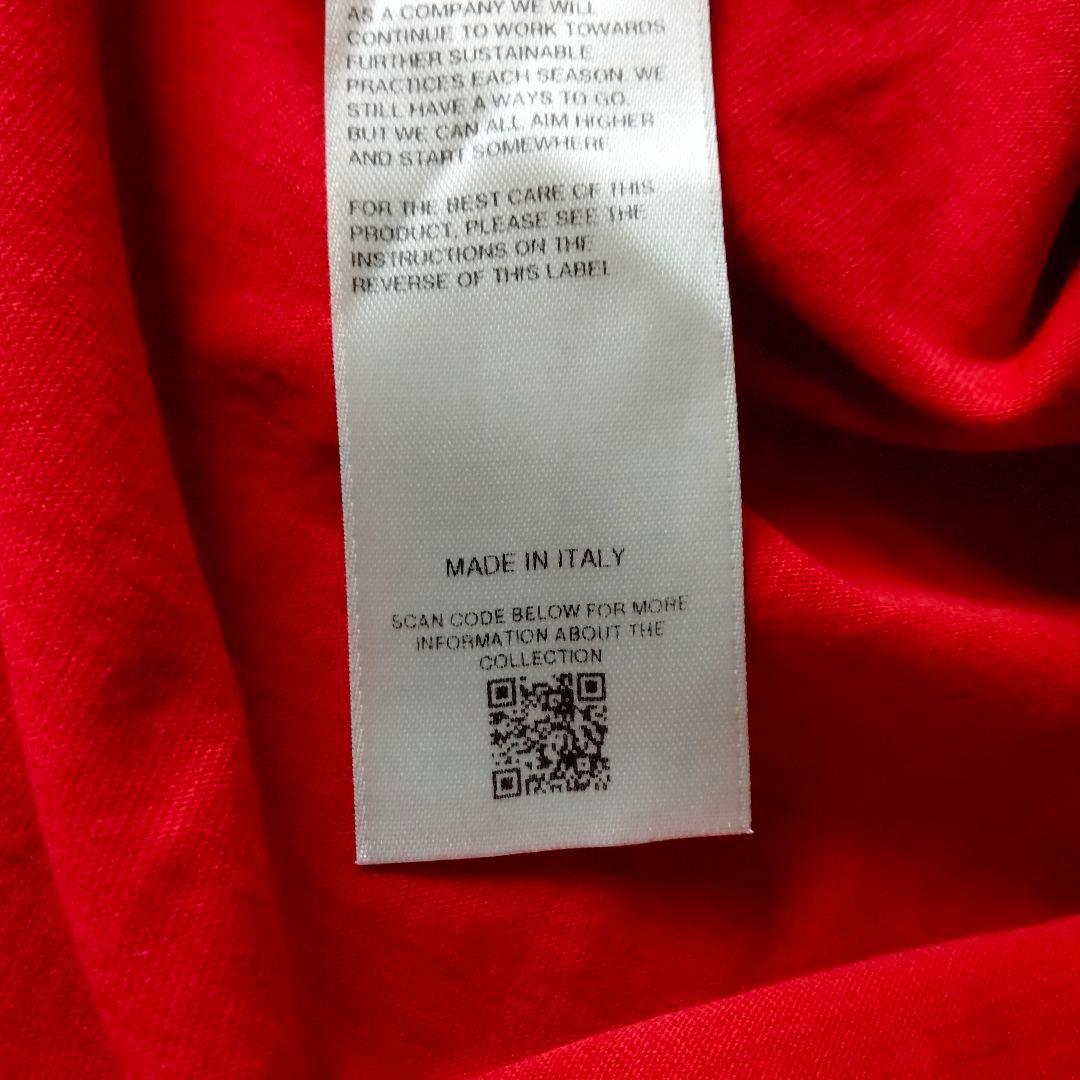 AS A COMPANY WE WILL
CONTINUE TO WORK TOWARDS
FURTHER SUSTAINABLE
PRACTICES EACH SEASON. WE
STILL HAVE A WAYS TO GO,
BUT WE CAN ALL AIM HIGHER
AND START SOMEWHERE
FOR THE BEST CARE OF THIS
PRODUCT, PLEASE SEE THE
INSTRUCTIONS ON THE
REVERSE OF THIS LABEL
MADE IN ITALY
SCAN CODE BELOW FOR MORE
INFORMATION ABOUT THE
COLLECTION